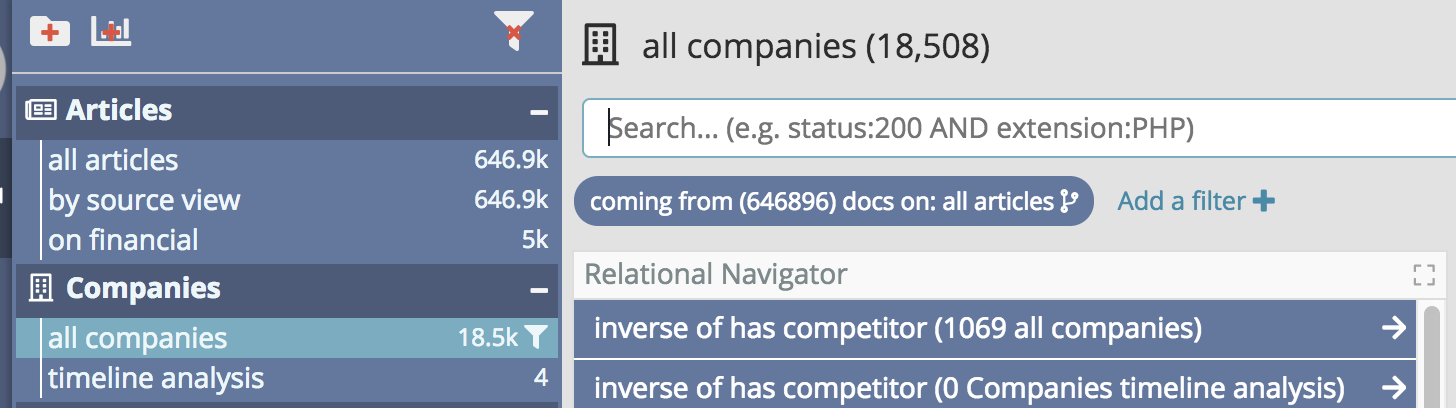 Articles
all articles 646.9k
by source view 646.9k
on financial 5k
Companies
all companies 18.5k
timeline analysis 4
all companies (18,508)
Search... (e.g. status:200 AND extension:PHP)
coming from (646896) docs on: all articles
Add a filter
Relational Navigator
inverse of has competitor (1069 all companies)
inverse of has competitor (0 Companies timeline analysis)